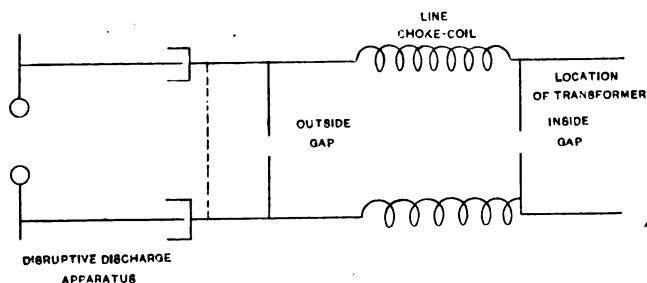 LINE
CHOKE-COIL
LOCATION
OF TRANSFORMER
OUTSIDE
GAP
INSIDE
GAP
DISRUPTIVE DISCHARGE
APPARATUS